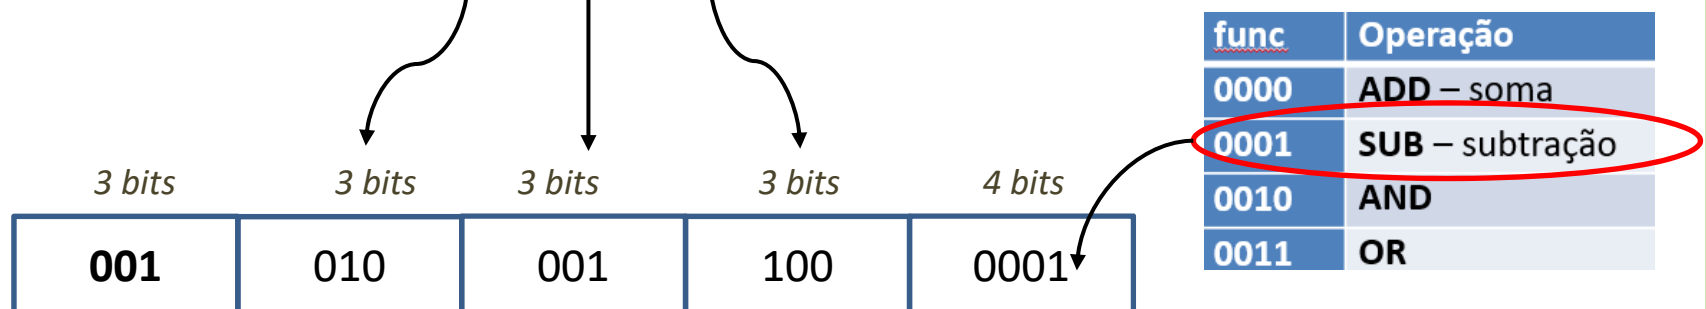 func Operação
0000 ADD – soma
0001 SUB – subtração
0010 AND
0011 OR
3 bits 3 bits 3 bits 3 bits 4 bits
001 010 001 100 0001